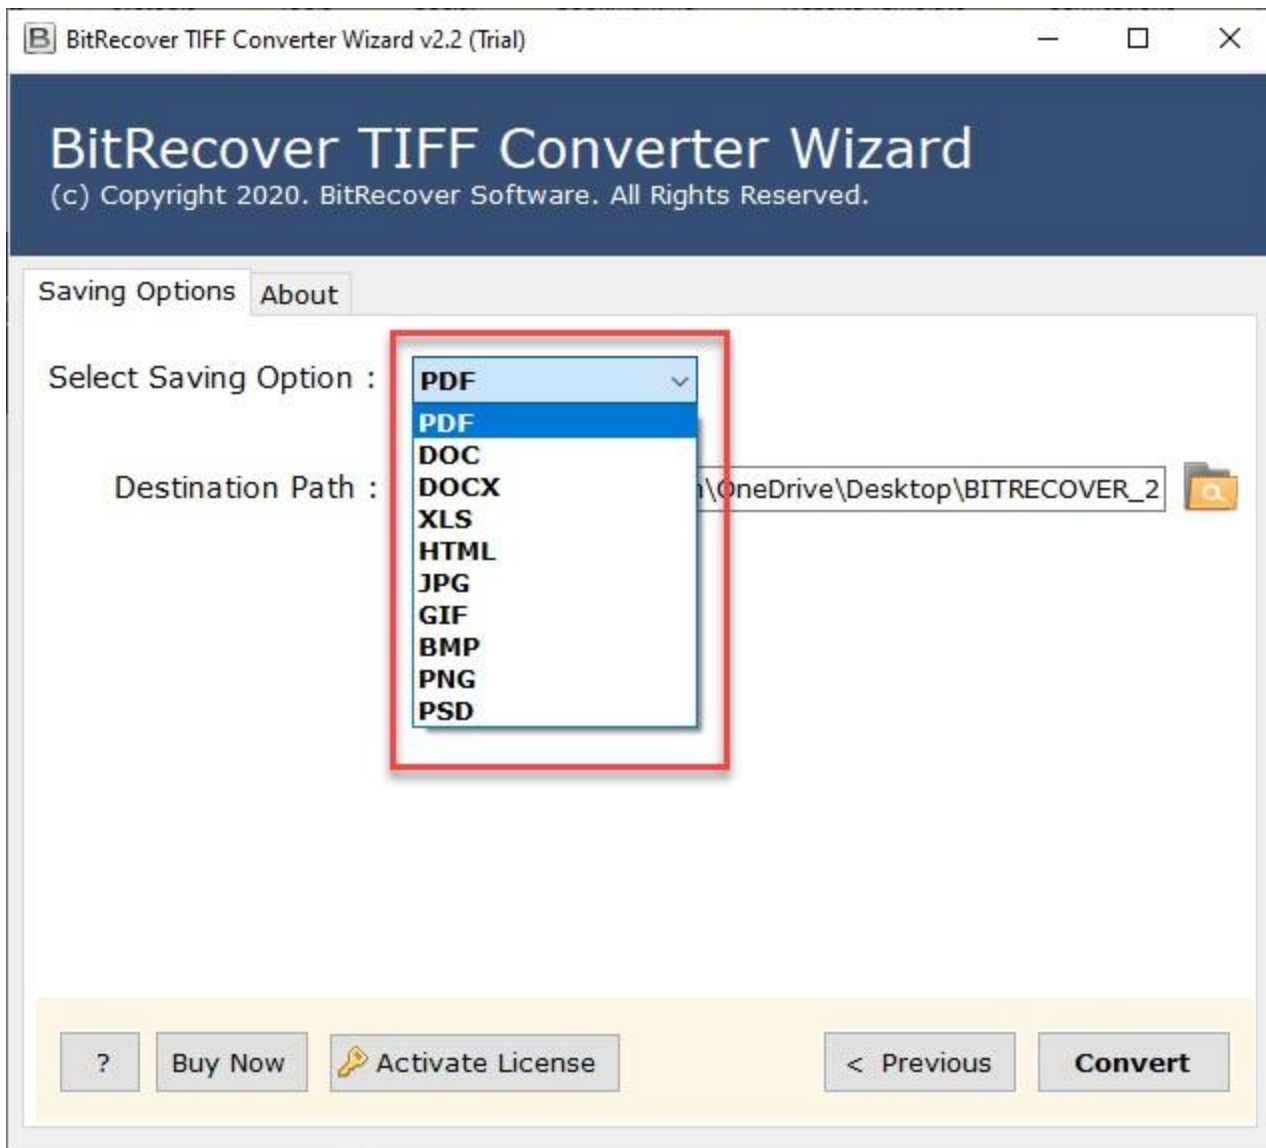 BitRecover TIFF Converter Wizard v2.2 (Trial)
BitRecover TIFF Converter Wizard
(c) Copyright 2020. BitRecover Software. All Rights Reserved.
Saving Options About
Select Saving Option : PDF
PDF
DOC
DOCX
XLS
HTML
JPG
GIF
BMP
PNG
PSD
Destination Path : \OneDrive\Desktop\BITRECOVER_2
? Buy Now Activate License < Previous Convert